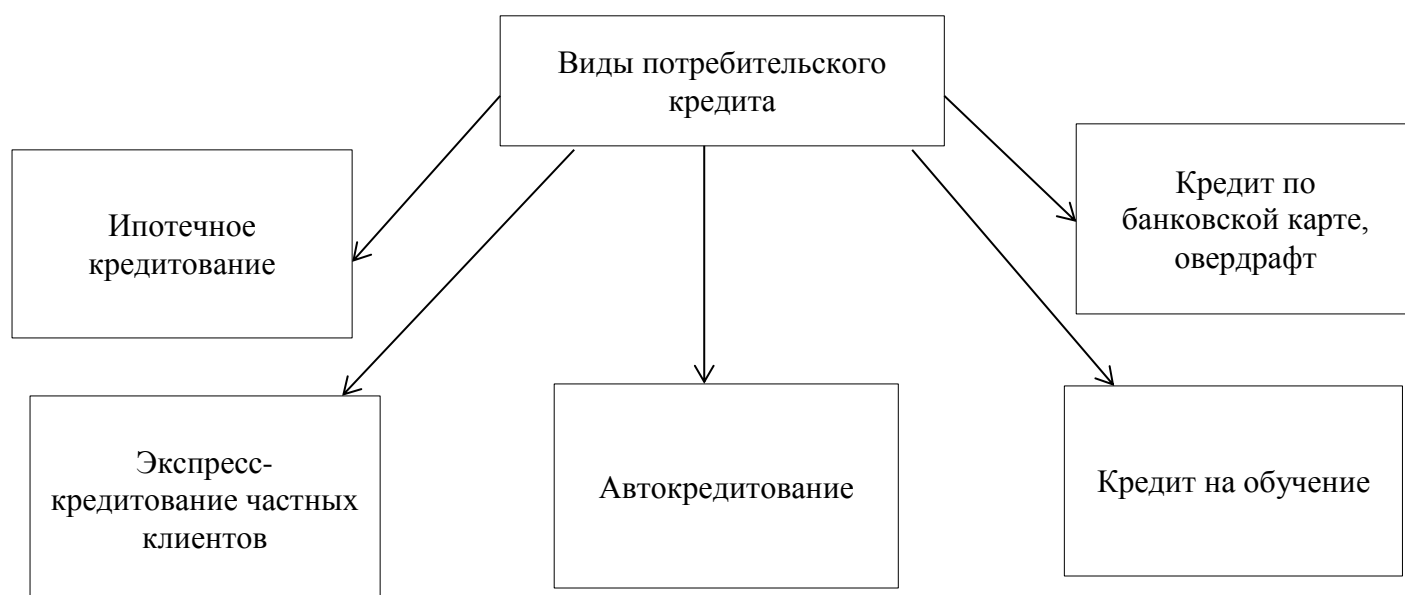 Виды потребительского
кредита
Ипотечное
кредитование
Кредит по
банковской карте,
овердрафт
Экспресс-
кредитование частных
клиентов
Автокредитование
Кредит на обучение